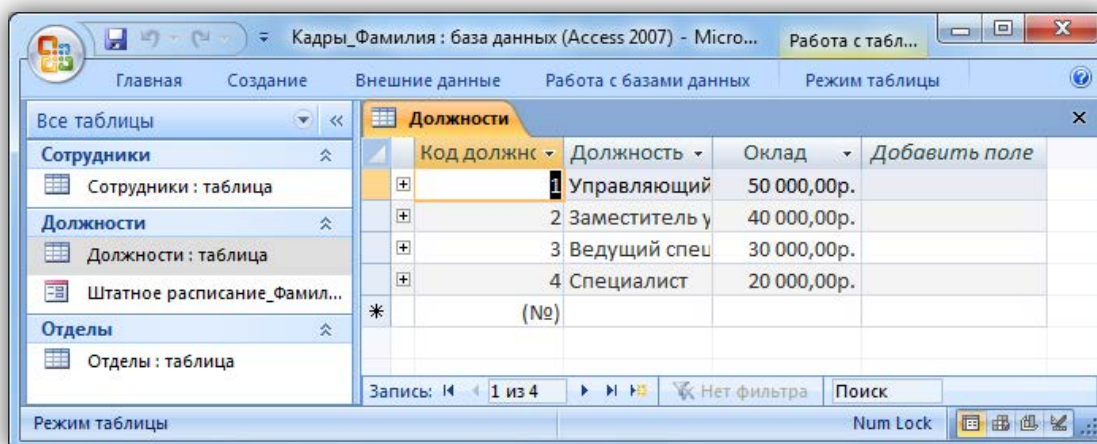 Кадры_Фамилия : база данных (Access 2007) - Micro... Работа с табл...
Главная Создание Внешние данные Работа с базами данных Режим таблицы
Все таблицы
Сотрудники
Сотрудники : таблица
Должности
Должности : таблица
Штатное расписание_Фамил...
Отделы
Отделы : таблица
Должности
Код должнс Должность Оклад Добавить поле
1 Управляющий 50 000,00р.
2 Заместитель у 40 000,00р.
3 Ведущий спец 30 000,00р.
4 Специалист 20 000,00р.
(№)
Запись: 1 из 4 Нет фильтра Поиск
Режим таблицы Num Lock